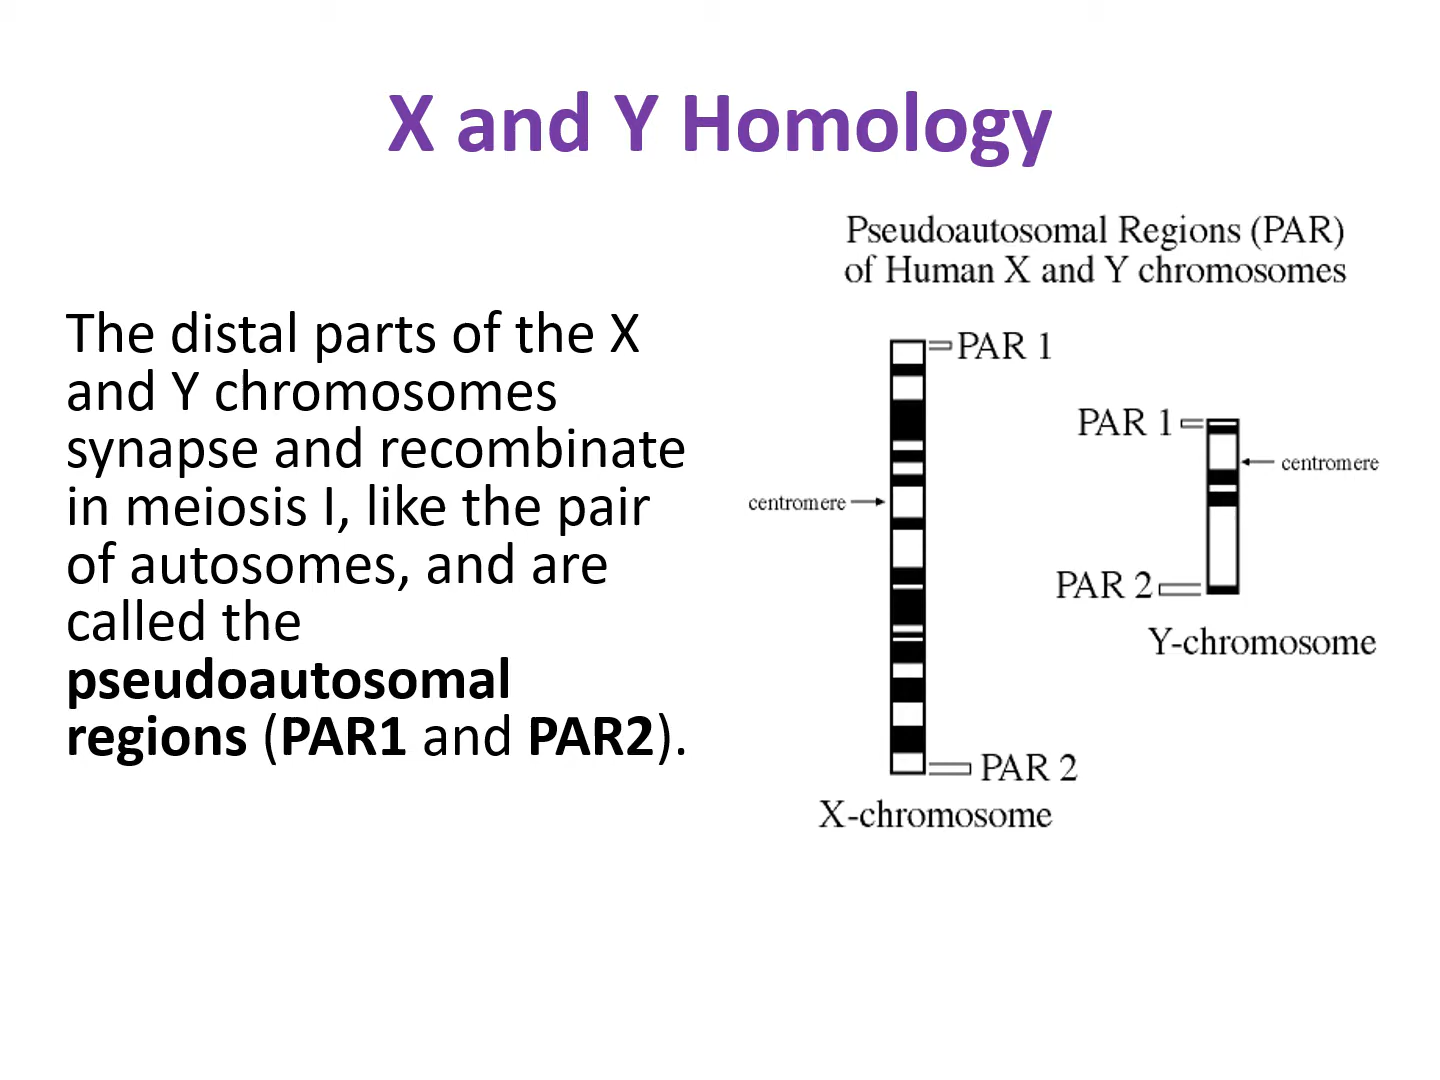 X and Y Homology
Pseudoautosomal Regions (PAR)
of Human X and Y chromosomes
The distal parts of the X
and Y chromosomes
synapse and recombinate
in meiosis I, like the pair
of autosomes, and are
called the
pseudoautosomal
regions (PAR1 and PAR2).
PAR 1
centromere
PAR 2
X-chromosome
PAR 1
centromere
PAR 2
Y-chromosome